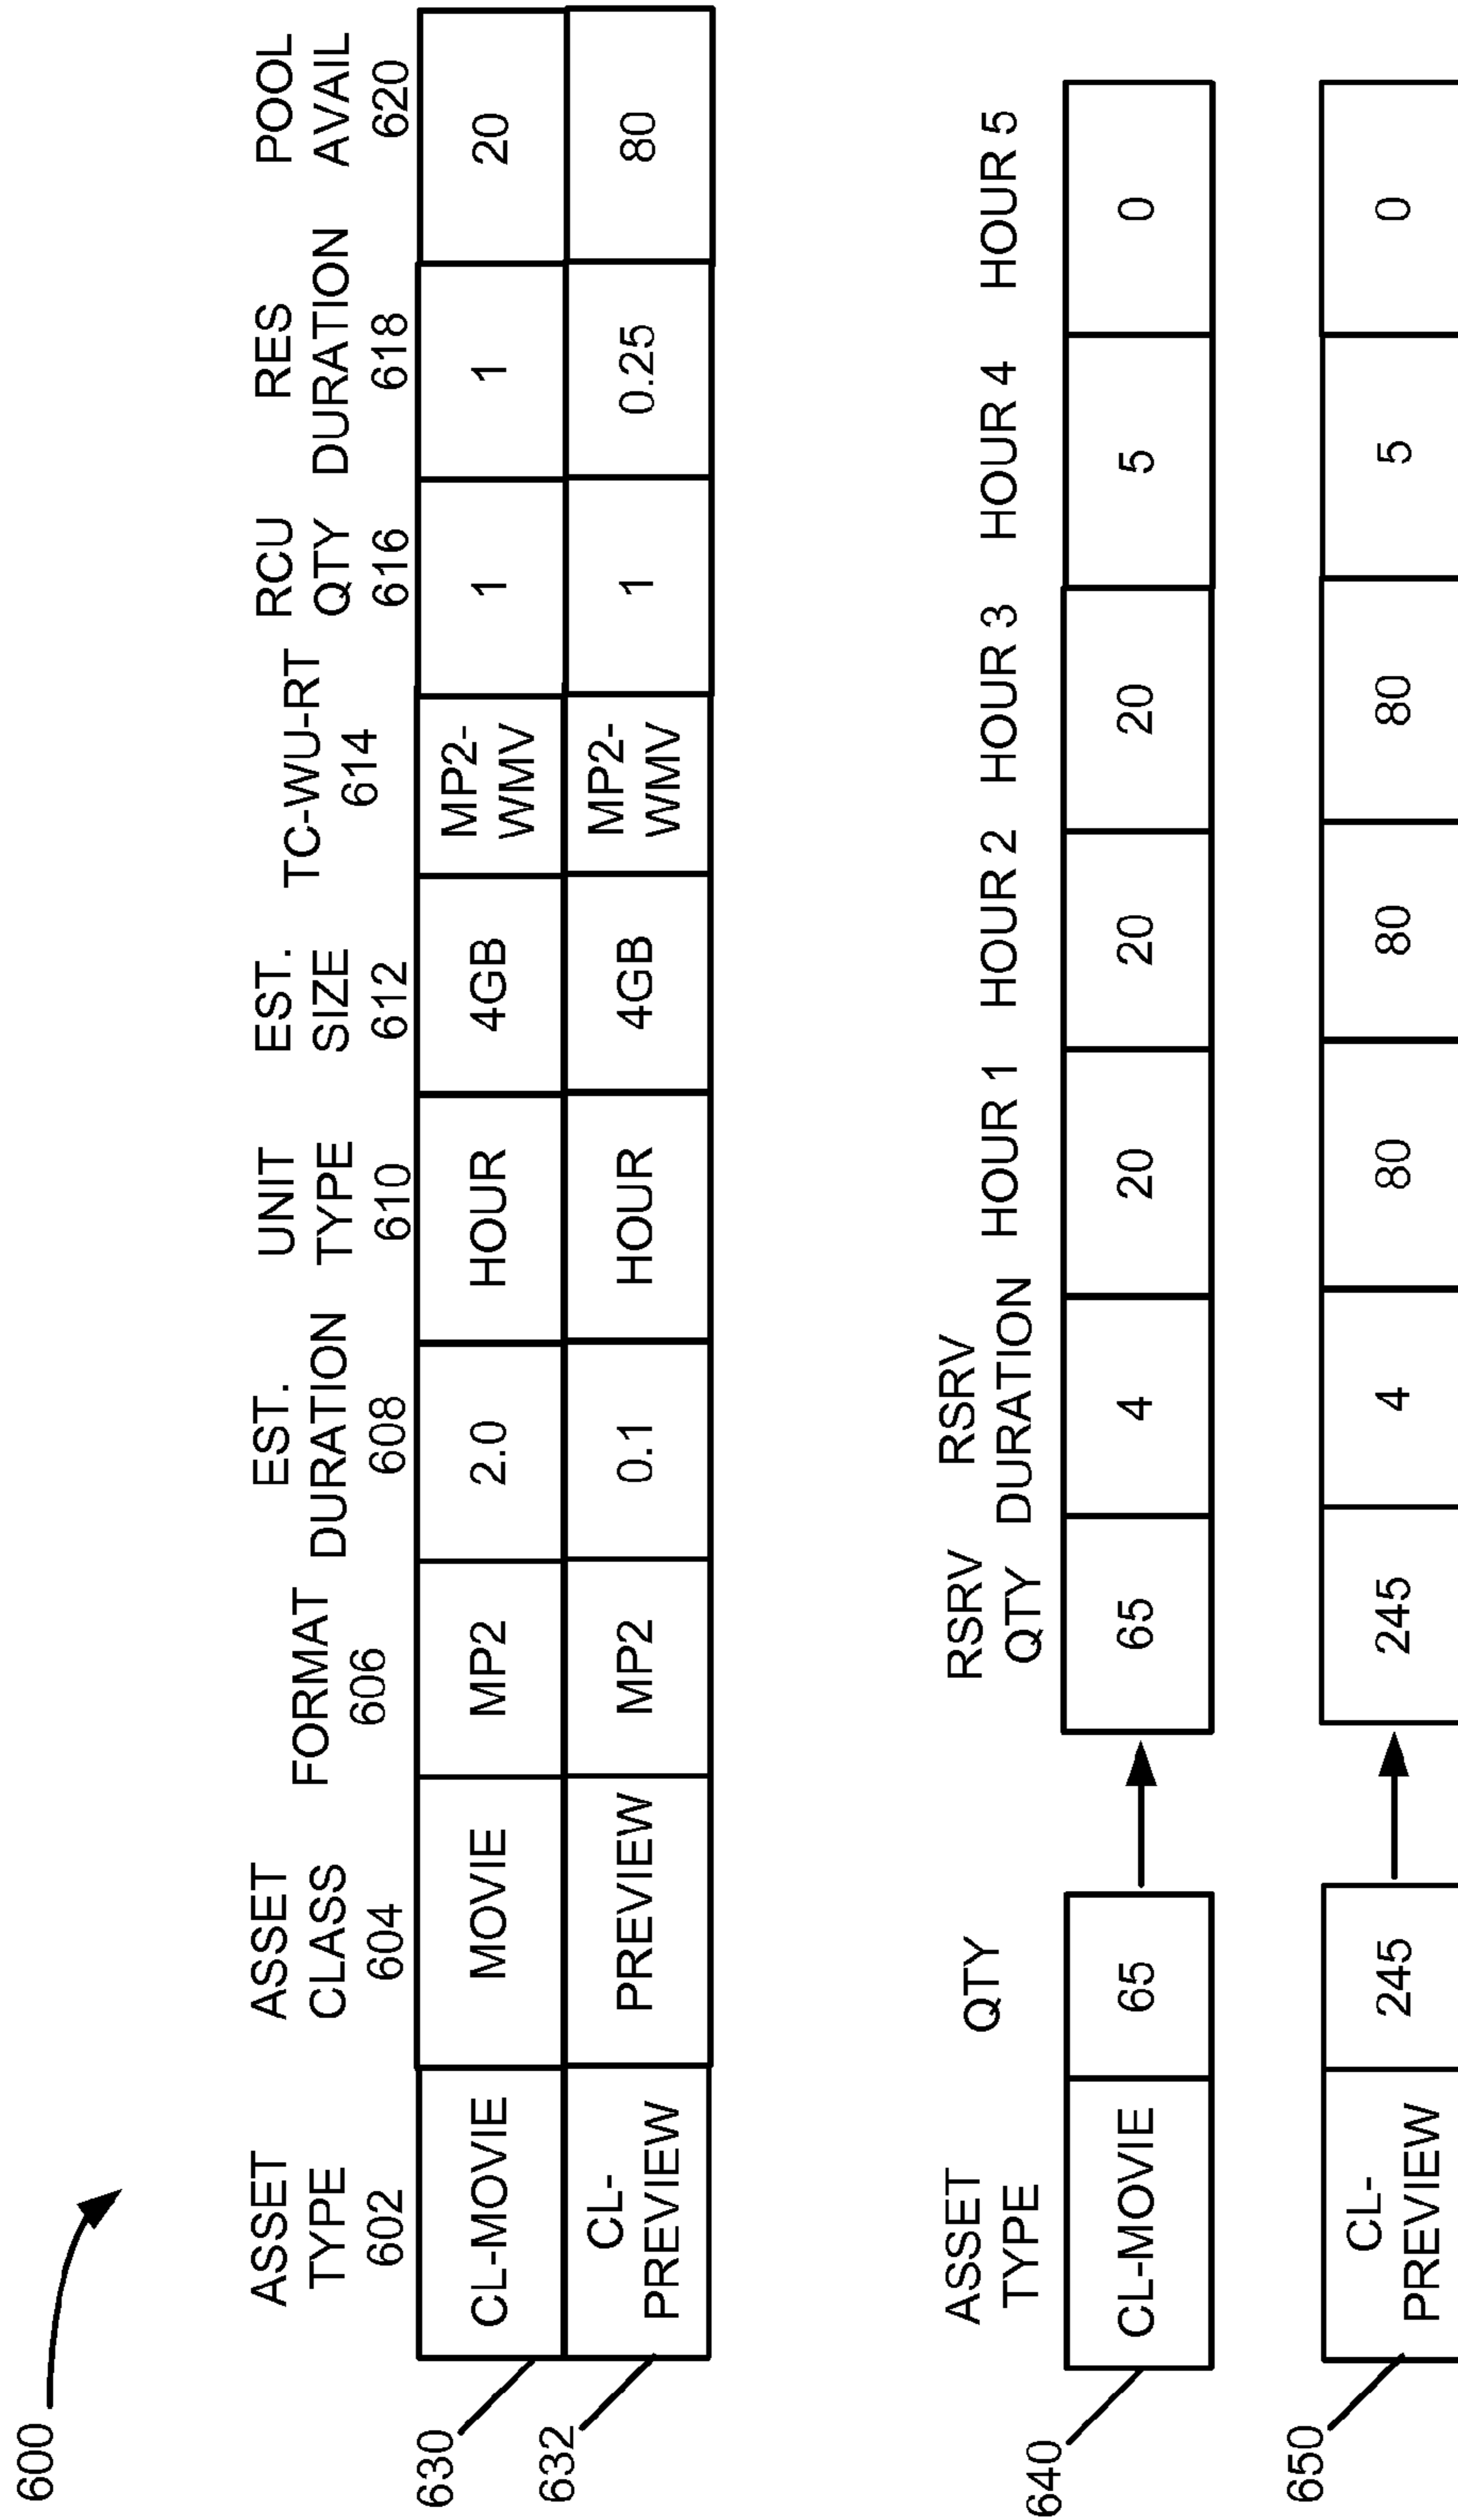 600
ASSET TYPE 602
ASSET CLASS 604
FORMAT 606
EST. DURATION 608
UNIT TYPE 610
EST. SIZE 612
TC-WU-RT 614
RCU QTY 616
RES DURATION 618
POOL AVAIL 620
630
CL-MOVIE
MOVIE
MP2
2.0
HOUR
4GB
MP2-
WMV
1
1
20
632
CL-
PREVIEW
PREVIEW
MP2
0.1
HOUR
4GB
MP2-
WMV
1
0.25
80
ASSET
TYPE
QTY
RSRV
QTY
RSRV
DURATION
HOUR 1
HOUR 2
HOUR 3
HOUR 4
HOUR 5
640
CL-MOVIE
65
65
4
20
20
20
5
0
650
CL-
PREVIEW
245
245
4
80
80
80
5
0